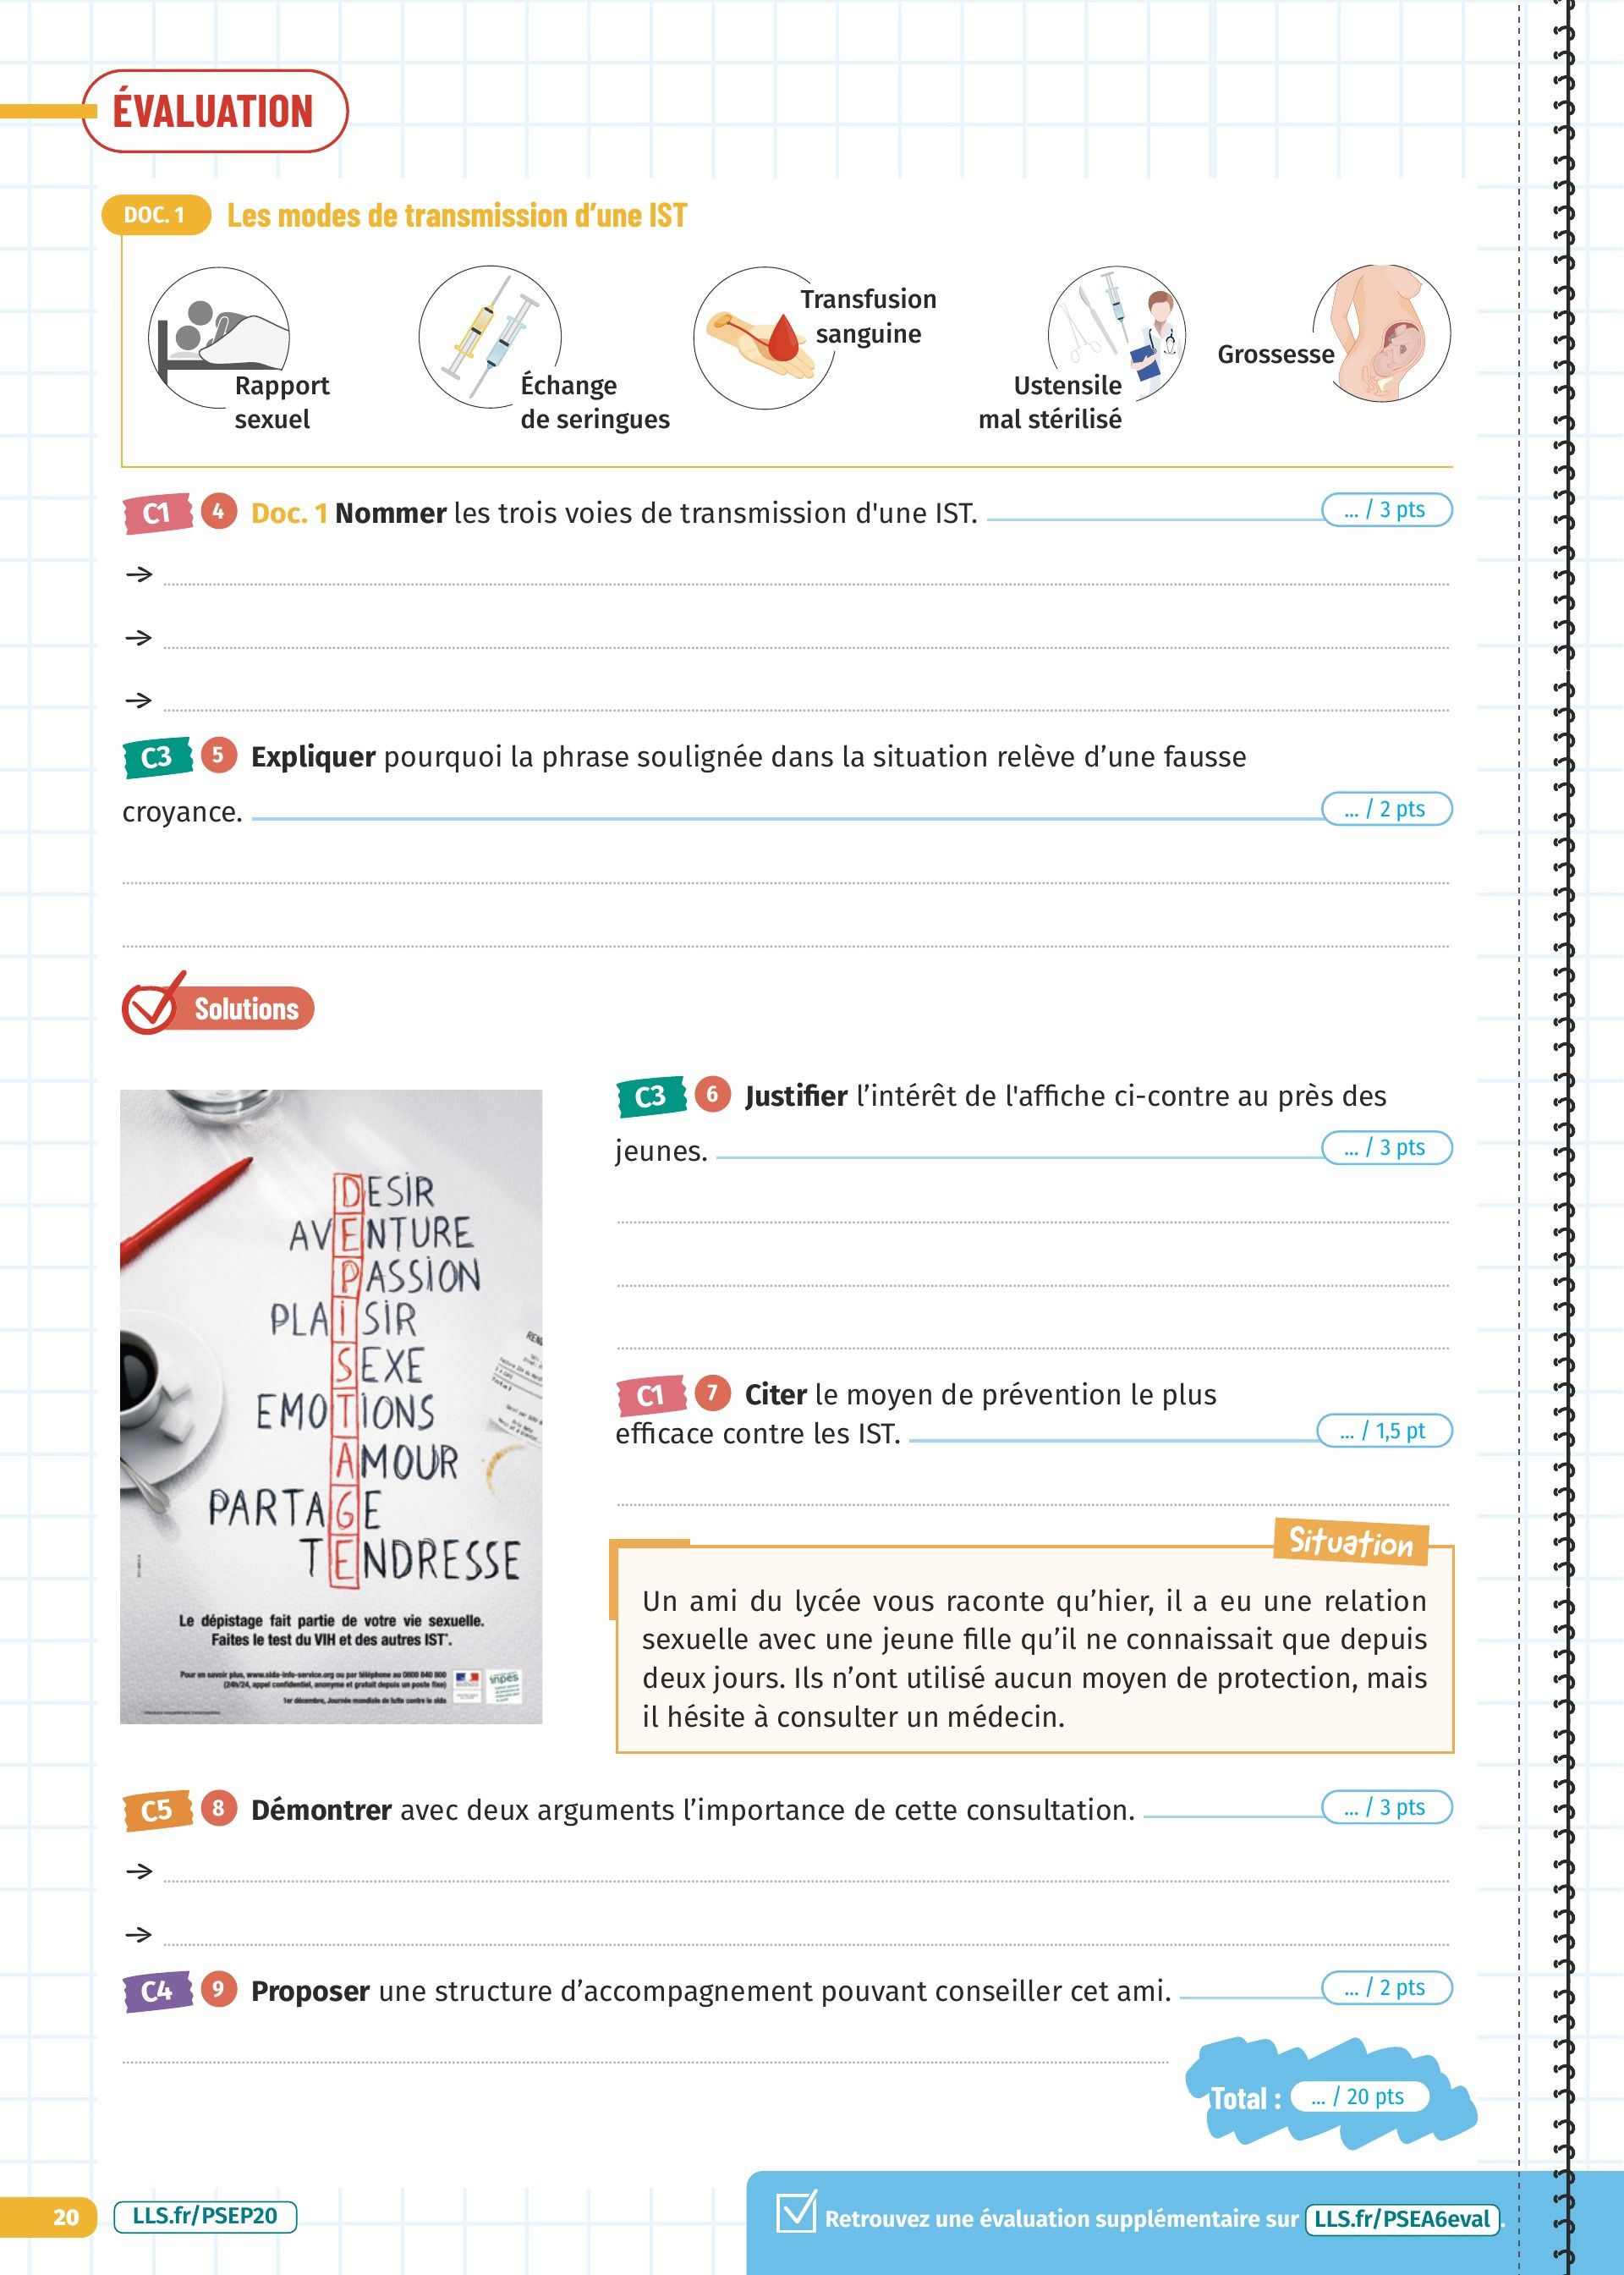 ÉVALUATION
DOC. 1 Les modes de transmission d’une IST
Rapport
sexuel
Échange
de seringues
Transfusion
sanguine
Ustensile
mal stérilisé
Grossesse
C1 4 Doc. 1 Nommer les trois voies de transmission d'une IST. ... / 3 pts
→
→
→
C3 5 Expliquer pourquoi la phrase soulignée dans la situation relève d’une fausse
croyance. ... / 2 pts
Solutions
DESIR
AVENTURE
PASSION
PLAISIR
SEXE
EMOTIONS
AMOUR
PARTAGE
TENDRESSE
Le dépistage fait partie de votre vie sexuelle.
Faites le test du VIH et des autres IST*.
Pour en savoir plus, www.sida-info-service.org ou par téléphone au 0800 840 800
(24h/24, appel confidentiel, anonyme et gratuit depuis un poste fixe)
1er décembre, Journée mondiale de lutte contre le sida
inpes
C3 6 Justifier l’intérêt de l'affiche ci-contre au près des
jeunes. ... / 3 pts
C1 7 Citer le moyen de prévention le plus
efficace contre les IST. ... / 1,5 pt
Situation
Un ami du lycée vous raconte qu’hier, il a eu une relation
sexuelle avec une jeune fille qu’il ne connaissait que depuis
deux jours. Ils n’ont utilisé aucun moyen de protection, mais
il hésite à consulter un médecin.
C5 8 Démontrer avec deux arguments l’importance de cette consultation. ... / 3 pts
→
→
C4 9 Proposer une structure d’accompagnement pouvant conseiller cet ami. ... / 2 pts
Total : ... / 20 pts
20 LLS.fr/PSEP20
Retrouvez une évaluation supplémentaire sur LLS.fr/PSEA6eval.